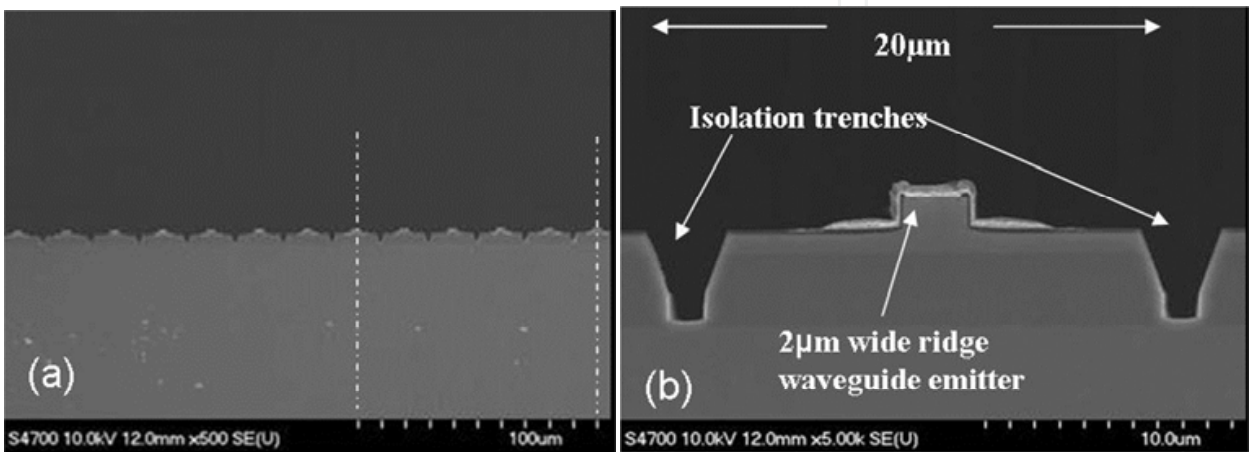 (a)
S4700 10.0kV 12.0mm x500 SE(U)
100um
20μm
Isolation trenches
2μm wide ridge
waveguide emitter
(b)
S4700 10.0kV 12.0mm x5.00k SE(U)
10.0um